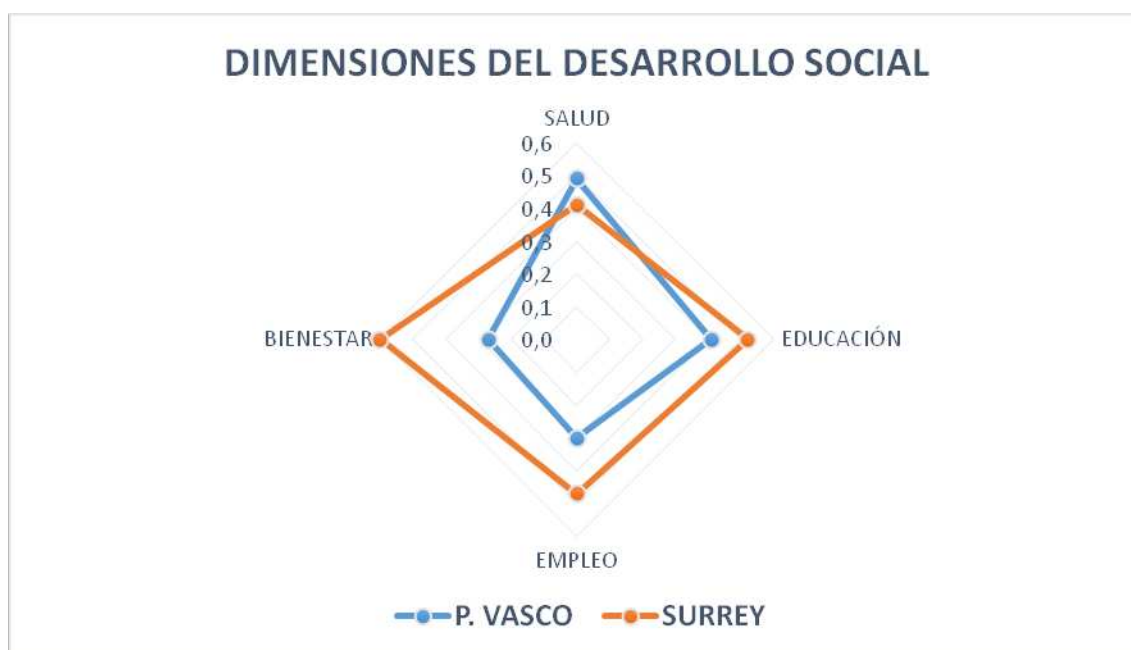 DIMENSIONES DEL DESARROLLO SOCIAL
SALUD
0,6
0,5
0,4
0,3
0,2
0,1
0,0
BIENESTAR
EDUCACIÓN
EMPLEO
P. VASCO
SURREY